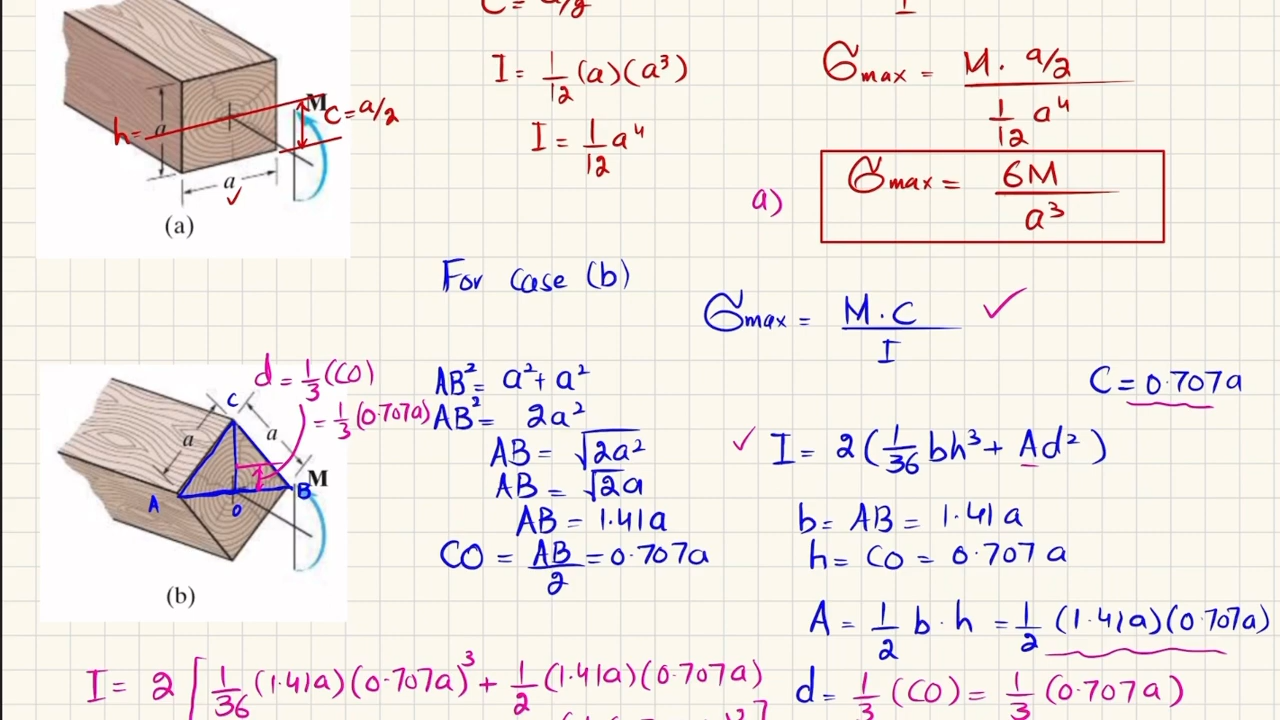 C = a/2
I
I = 1/12 (a)(a³)
I = 1/12 a⁴
σmax = M. a/2
1/12 a⁴
a) σmax = 6M / a³
h = a
M
C = a/2
a
(a)
For case (b)
σmax = M.C / I ✓
C = 0.707a
d = 1/3 (CO)
= 1/3 (0.707a)
C
a
a
A
O
B
M
(b)
AB² = a² + a²
AB² = 2a²
AB = √2a²
AB = √2 a
AB = 1.41a
CO = AB/2 = 0.707a
✓ I = 2(1/36 bh³ + Ad²)
b = AB = 1.41a
h = CO = 0.707a
A = 1/2 b.h = 1/2 (1.41a)(0.707a)
d = 1/3 (CO) = 1/3 (0.707a)
I = 2[1/36 (1.41a)(0.707a)³ + 1/2 (1.41a)(0.707a)